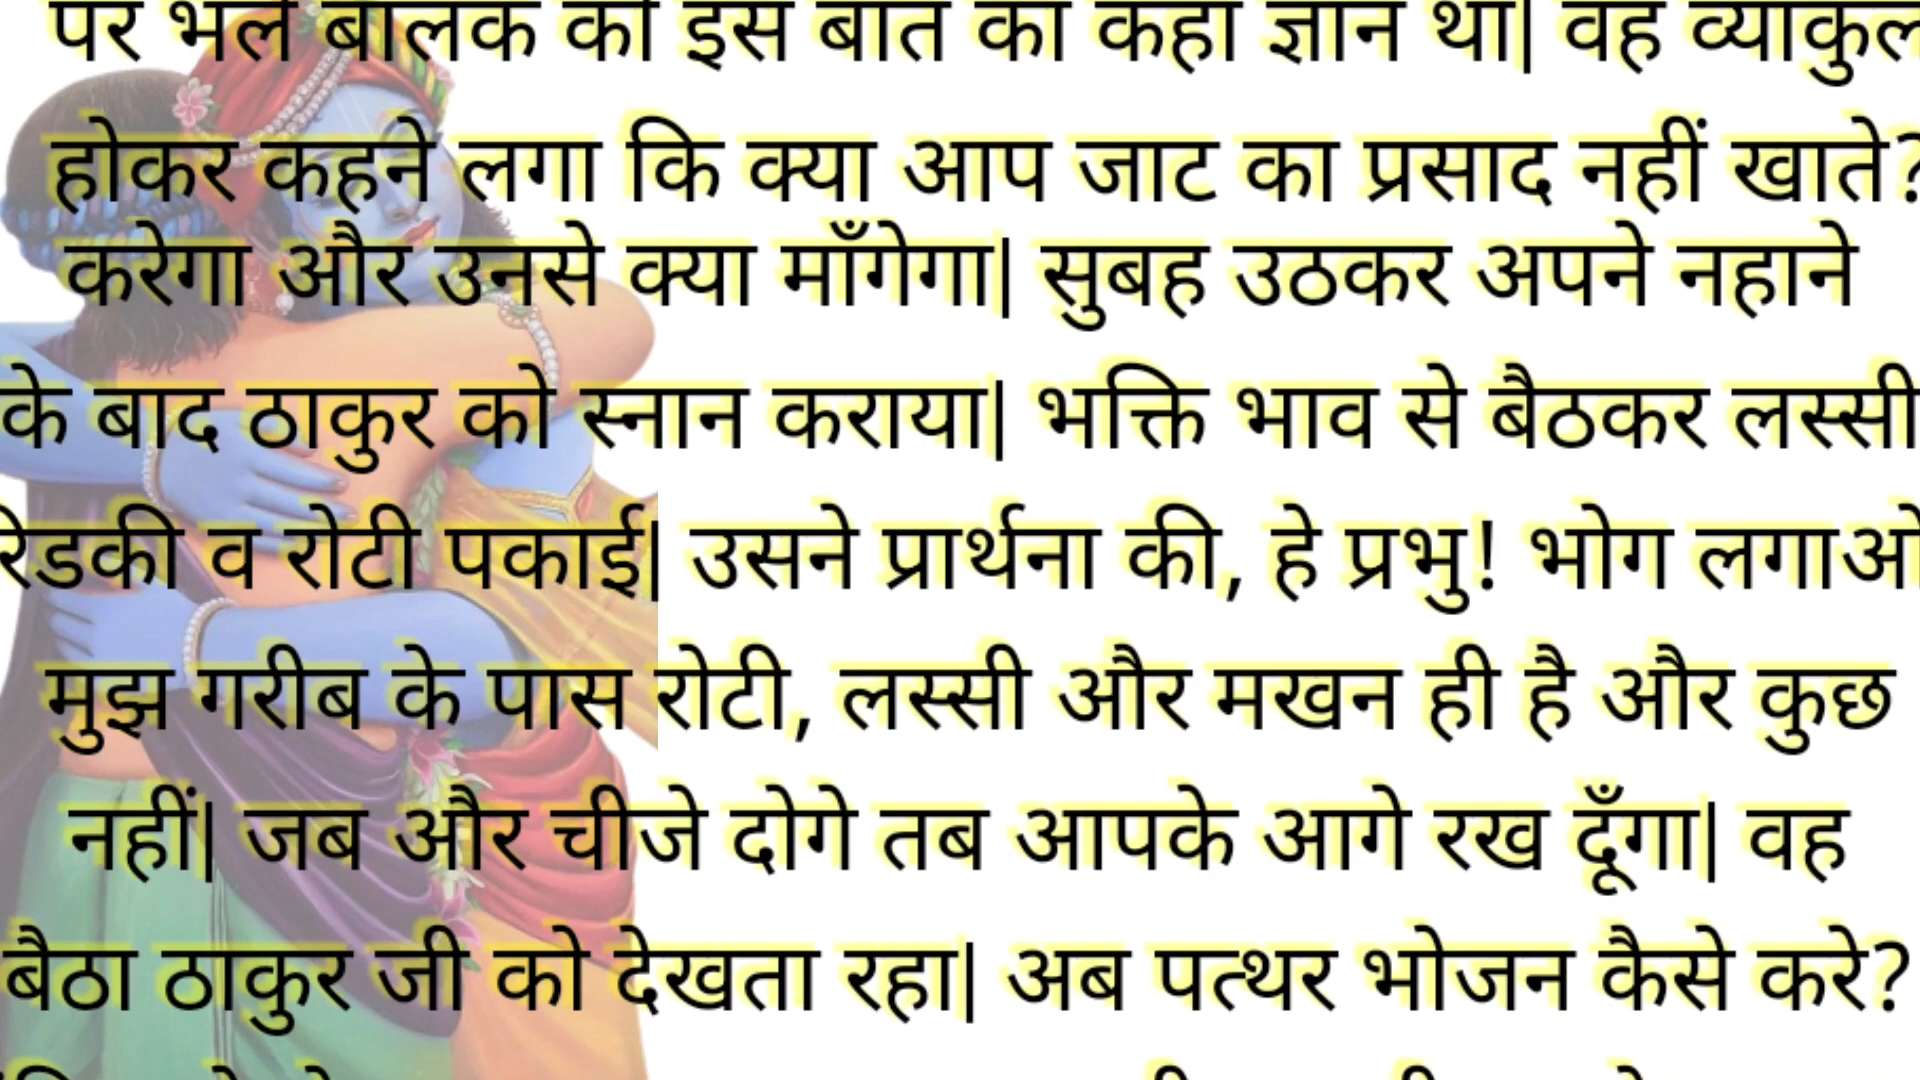 पर भले बालक को इस बात का कहाँ ज्ञान था| वह व्याकुल
होकर कहने लगा कि क्या आप जाट का प्रसाद नहीं खाते?
करेगा और उनसे क्या माँगेगा| सुबह उठकर अपने नहाने
के बाद ठाकुर को स्नान कराया| भक्ति भाव से बैठकर लस्सी
रिडकी व रोटी पकाई| उसने प्रार्थना की, हे प्रभु! भोग लगाओ
मुझ गरीब के पास रोटी, लस्सी और मखन ही है और कुछ
नहीं| जब और चीजे दोगे तब आपके आगे रख दूँगा| वह
बैठा ठाकुर जी को देखता रहा| अब पत्थर भोजन कैसे करे?